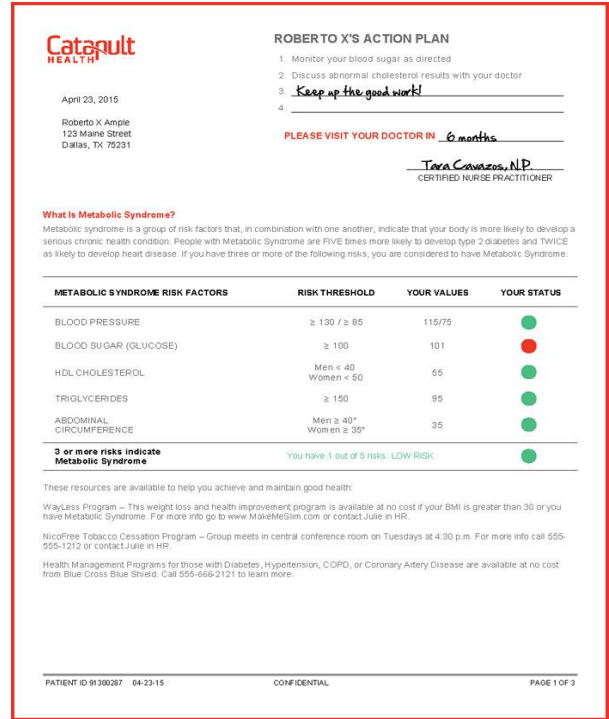 Catapult
HEALTH
April 23, 2015
Roberto X Ample
123 Maine Street
Dallas, TX 75231
ROBERTO X'S ACTION PLAN
1. Monitor your blood sugar as directed
2. Discuss abnormal cholesterol results with your doctor
3. Keep up the good work!
4.
PLEASE VISIT YOUR DOCTOR IN 6 months
Tara Cavazos, N.P.
CERTIFIED NURSE PRACTITIONER
What Is Metabolic Syndrome?
Metabolic syndrome is a group of risk factors that, in combination with one another, indicate that your body is more likely to develop a
serious chronic health condition. People with Metabolic Syndrome are FIVE times more likely to develop type 2 diabetes and TWICE
as likely to develop heart disease. If you have three or more of the following risks, you are considered to have Metabolic Syndrome.
METABOLIC SYNDROME RISK FACTORS RISK THRESHOLD YOUR VALUES YOUR STATUS
BLOOD PRESSURE ≥ 130 / ≥ 85 115/75
BLOOD SUGAR (GLUCOSE) ≥ 100 101
HDL CHOLESTEROL Men < 40 Women < 50 55
TRIGLYCERIDES ≥ 150 95
ABDOMINAL CIRCUMFERENCE Men ≥ 40" Women ≥ 35" 35
3 or more risks indicate
Metabolic Syndrome
You have 1 out of 5 risks: LOW RISK
These resources are available to help you achieve and maintain good health:
WayLess Program – This weight loss and health improvement program is available at no cost if your BMI is greater than 30 or you
have Metabolic Syndrome. For more info go to www.MakeMeSlim.com or contact Julie in HR.
NicoFree Tobacco Cessation Program – Group meets in central conference room on Tuesdays at 4:30 p.m. For more info call 555-
555-1212 or contact Julie in HR.
Health Management Programs for those with Diabetes, Hypertension, COPD, or Coronary Artery Disease are available at no cost
from Blue Cross Blue Shield. Call 555-666-2121 to learn more.
PATIENT ID 91300287 04-23-15 CONFIDENTIAL PAGE 1 OF 3